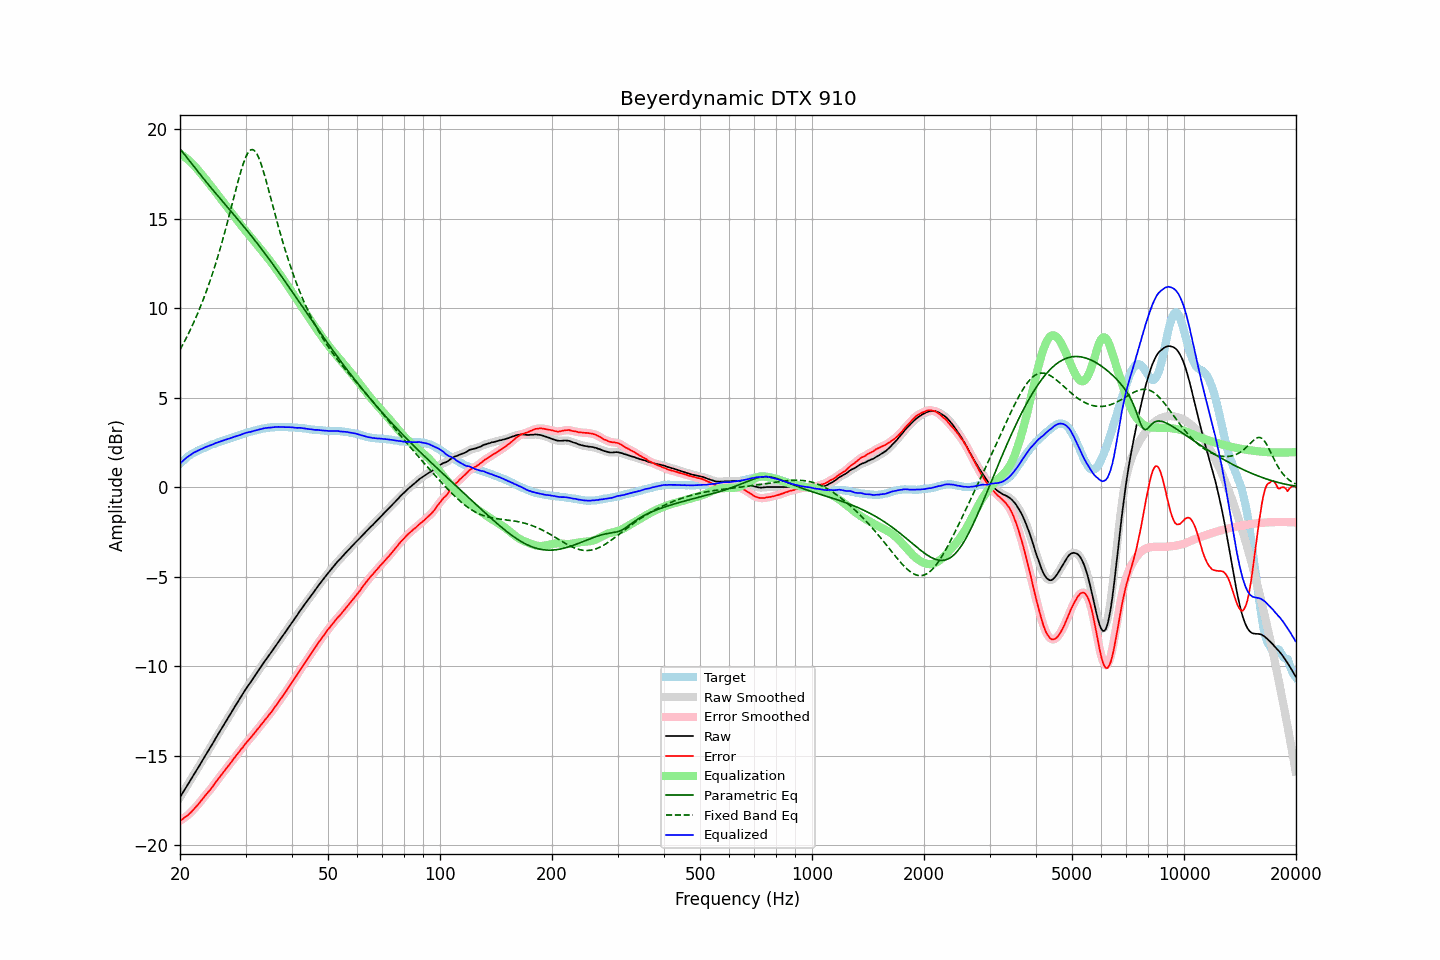 Beyerdynamic DTX 910
Amplitude (dBr)
20
15
10
5
0
−5
−10
−15
−20
Target
Raw Smoothed
Error Smoothed
Raw
Error
Equalization
Parametric Eq
Fixed Band Eq
Equalized
20 50 100 200 500 1000 2000 5000 10000 20000
Frequency (Hz)